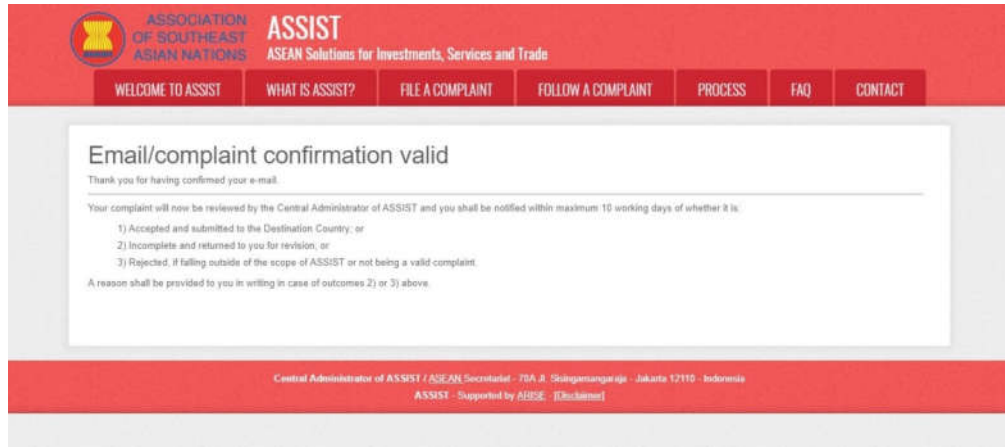 ASSOCIATION
OF SOUTHEAST
ASIAN NATIONS
ASSIST
ASEAN Solutions for Investments, Services and Trade
WELCOME TO ASSIST
WHAT IS ASSIST?
FILE A COMPLAINT
FOLLOW A COMPLAINT
PROCESS
FAQ
CONTACT
Email/complaint confirmation valid
Thank you for having confirmed your e-mail.
Your complaint will now be reviewed by the Central Administrator of ASSIST and you shall be notified within maximum 10 working days of whether it is:
1) Accepted and submitted to the Destination Country; or
2) Incomplete and returned to you for revision; or
3) Rejected, if falling outside of the scope of ASSIST or not being a valid complaint.
A reason shall be provided to you in writing in case of outcomes 2) or 3) above.
Central Administrator of ASSIST / ASEAN Secretariat - 70A Jl. Sisingamangaraja - Jakarta 12110 - Indonesia
ASSIST - Supported by ARISE - [Disclaimer]